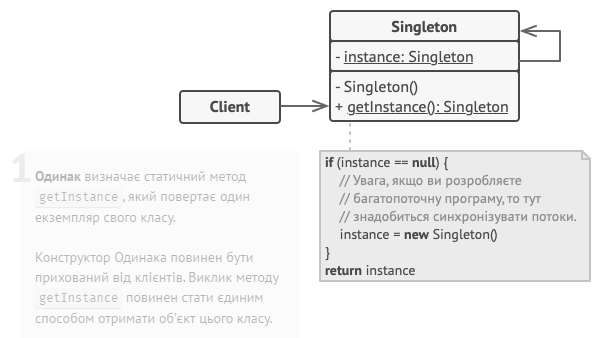 Singleton
- instance: Singleton
- Singleton()
+ getInstance(): Singleton
Client
1
Одинак визначає статичний метод
getInstance, який повертає один
екземпляр свого класу.
Конструктор Одинака повинен бути
прихований від клієнтів. Виклик методу
getInstance повинен стати єдиним
способом отримати об’єкт цього класу.
if (instance == null) {
// Увага, якщо ви розробляєте
// багатопоточну програму, то тут
// знадобиться синхронізувати потоки.
instance = new Singleton()
}
return instance